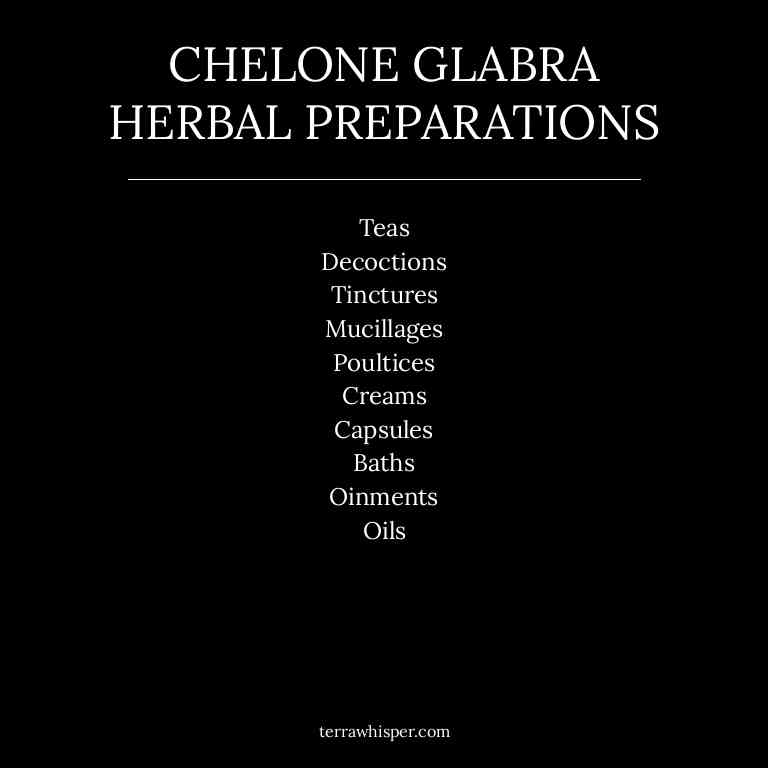 CHELONE GLABRA
HERBAL PREPARATIONS
Teas
Decoctions
Tinctures
Mucillages
Poultices
Creams
Capsules
Baths
Oinments
Oils
terrawhisper.com